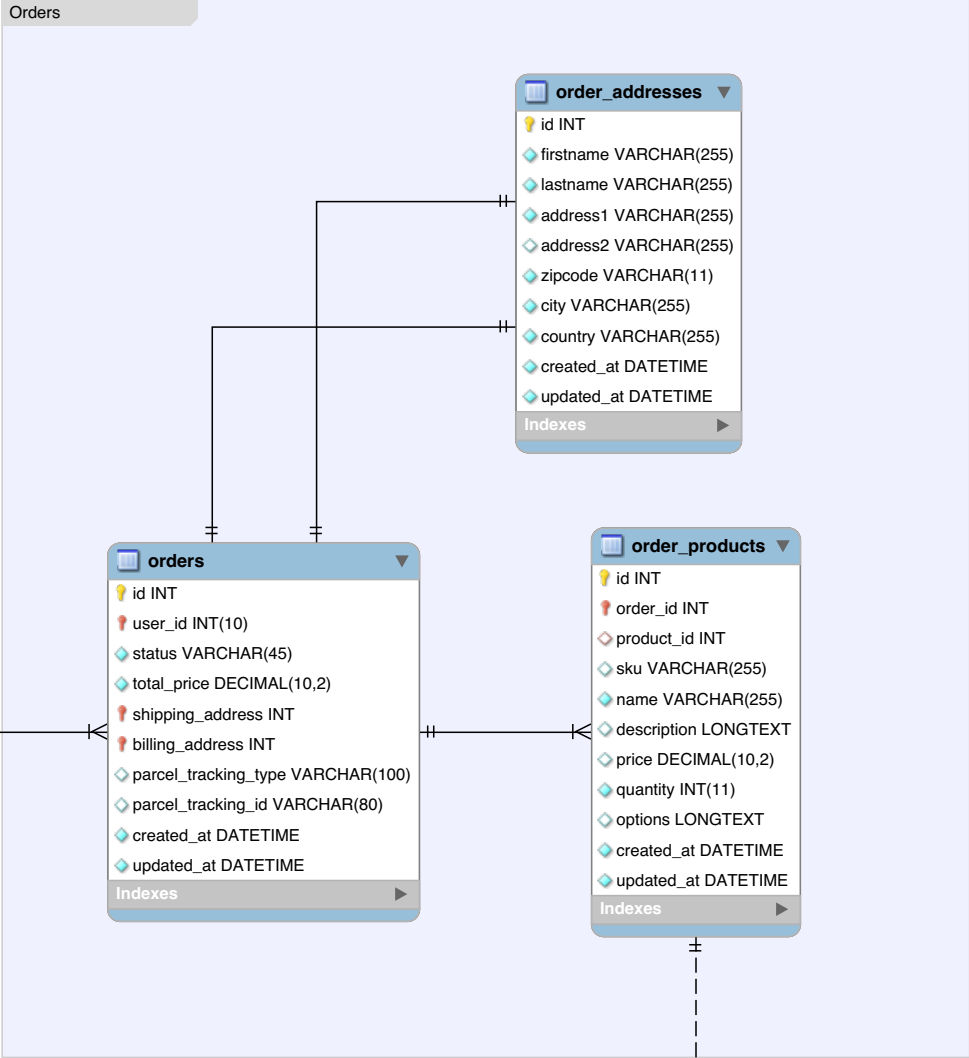 Orders
order_addresses
id INT
firstname VARCHAR(255)
lastname VARCHAR(255)
address1 VARCHAR(255)
address2 VARCHAR(255)
zipcode VARCHAR(11)
city VARCHAR(255)
country VARCHAR(255)
created_at DATETIME
updated_at DATETIME
Indexes
orders
id INT
user_id INT(10)
status VARCHAR(45)
total_price DECIMAL(10,2)
shipping_address INT
billing_address INT
parcel_tracking_type VARCHAR(100)
parcel_tracking_id VARCHAR(80)
created_at DATETIME
updated_at DATETIME
Indexes
order_products
id INT
order_id INT
product_id INT
sku VARCHAR(255)
name VARCHAR(255)
description LONGTEXT
price DECIMAL(10,2)
quantity INT(11)
options LONGTEXT
created_at DATETIME
updated_at DATETIME
Indexes